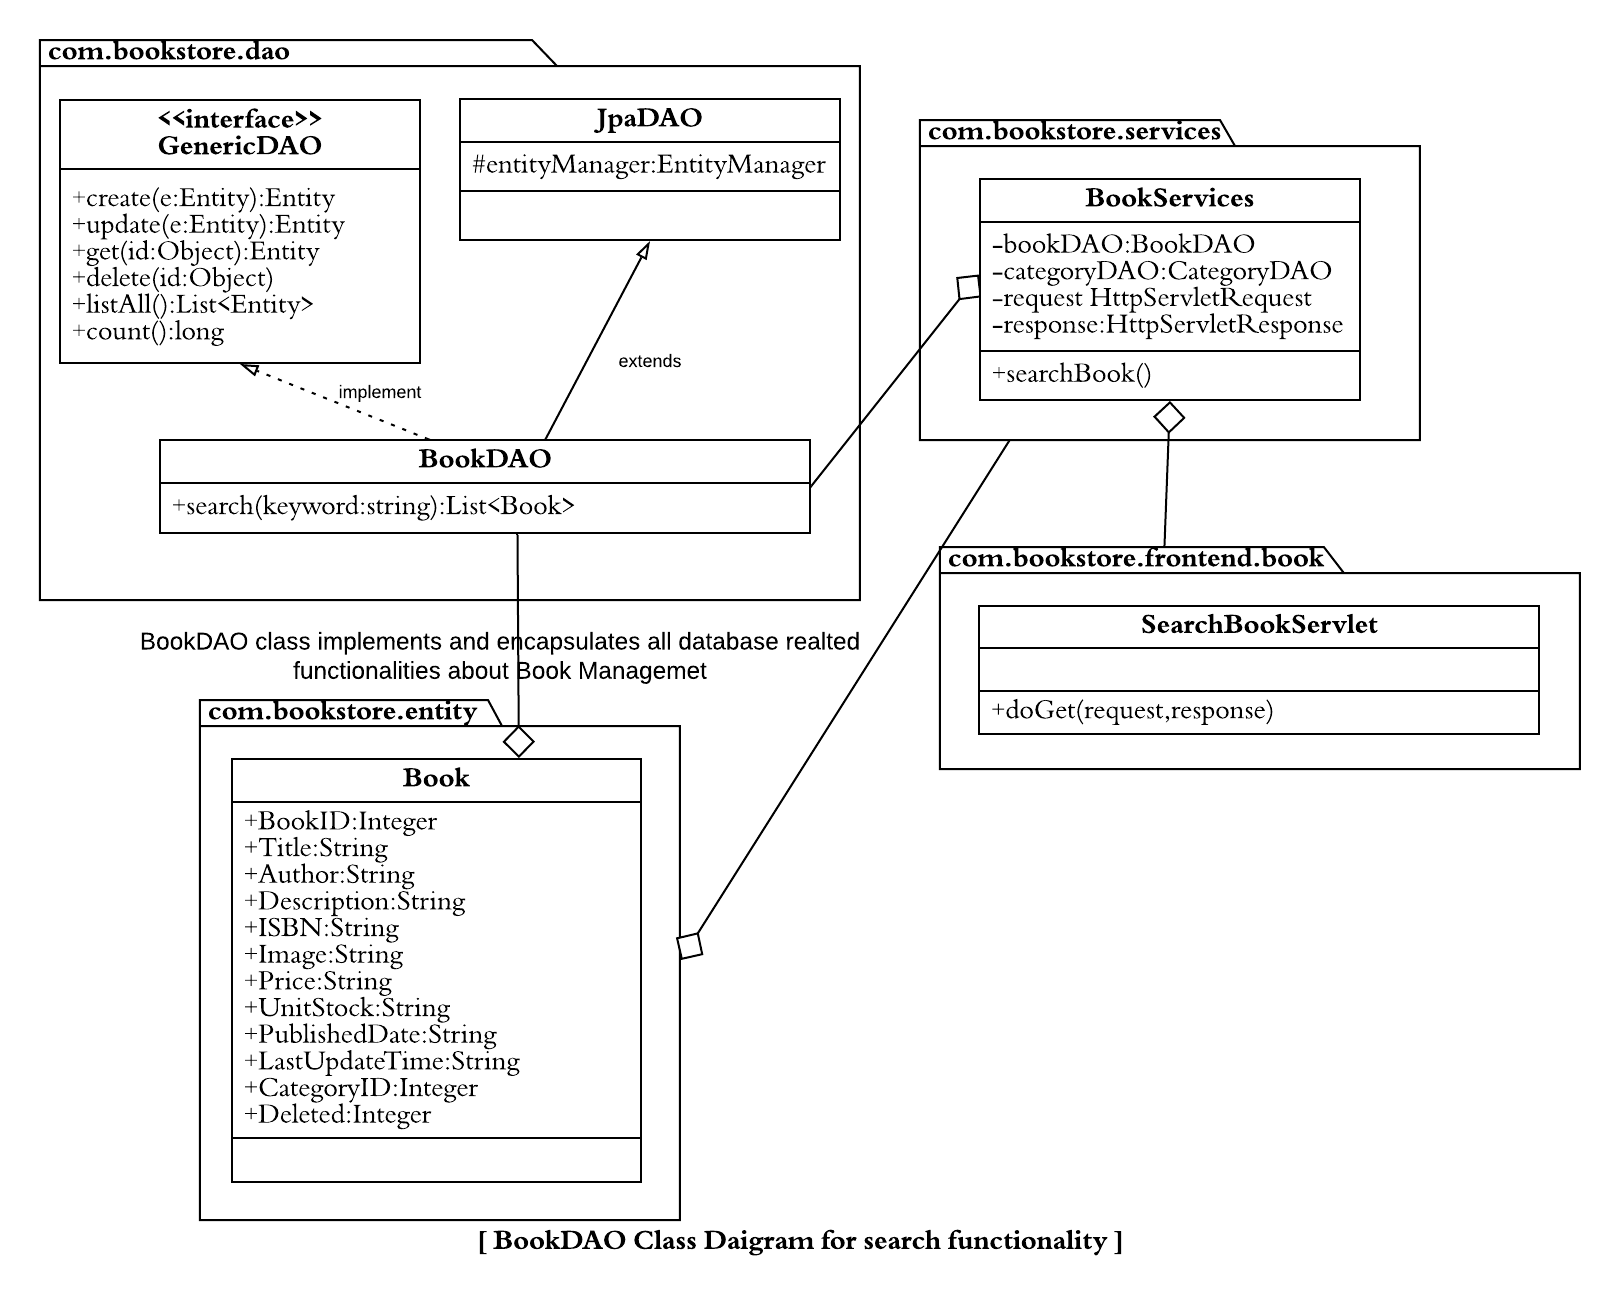 com.bookstore.dao
<<interface>>
GenericDAO
+create(e:Entity):Entity
+update(e:Entity):Entity
+get(id:Object):Entity
+delete(id:Object)
+listAll():List<Entity>
+count():long
JpaDAO
#entityManager:EntityManager
implement
extends
BookDAO
+search(keyword:string):List<Book>
com.bookstore.services
BookServices
-bookDAO:BookDAO
-categoryDAO:CategoryDAO
-request HttpServletRequest
-response:HttpServletResponse
+searchBook()
com.bookstore.frontend.book
SearchBookServlet
+doGet(request,response)
BookDAO class implements and encapsulates all database realted
functionalities about Book Managemet
com.bookstore.entity
Book
+BookID:Integer
+Title:String
+Author:String
+Description:String
+ISBN:String
+Image:String
+Price:String
+UnitStock:String
+PublishedDate:String
+LastUpdateTime:String
+CategoryID:Integer
+Deleted:Integer
[ BookDAO Class Daigram for search functionality ]